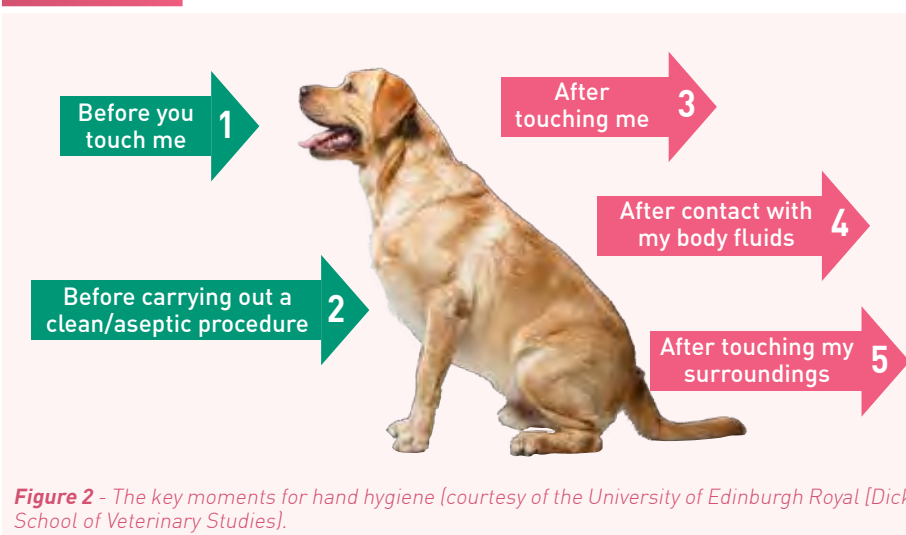 Before you
touch me
1
Before carrying out a
clean/aseptic procedure
2
After
touching me
3
After contact with
my body fluids
4
After touching my
surroundings
5
Figure 2 - The key moments for hand hygiene (courtesy of the University of Edinburgh Royal [Dick
School of Veterinary Studies).